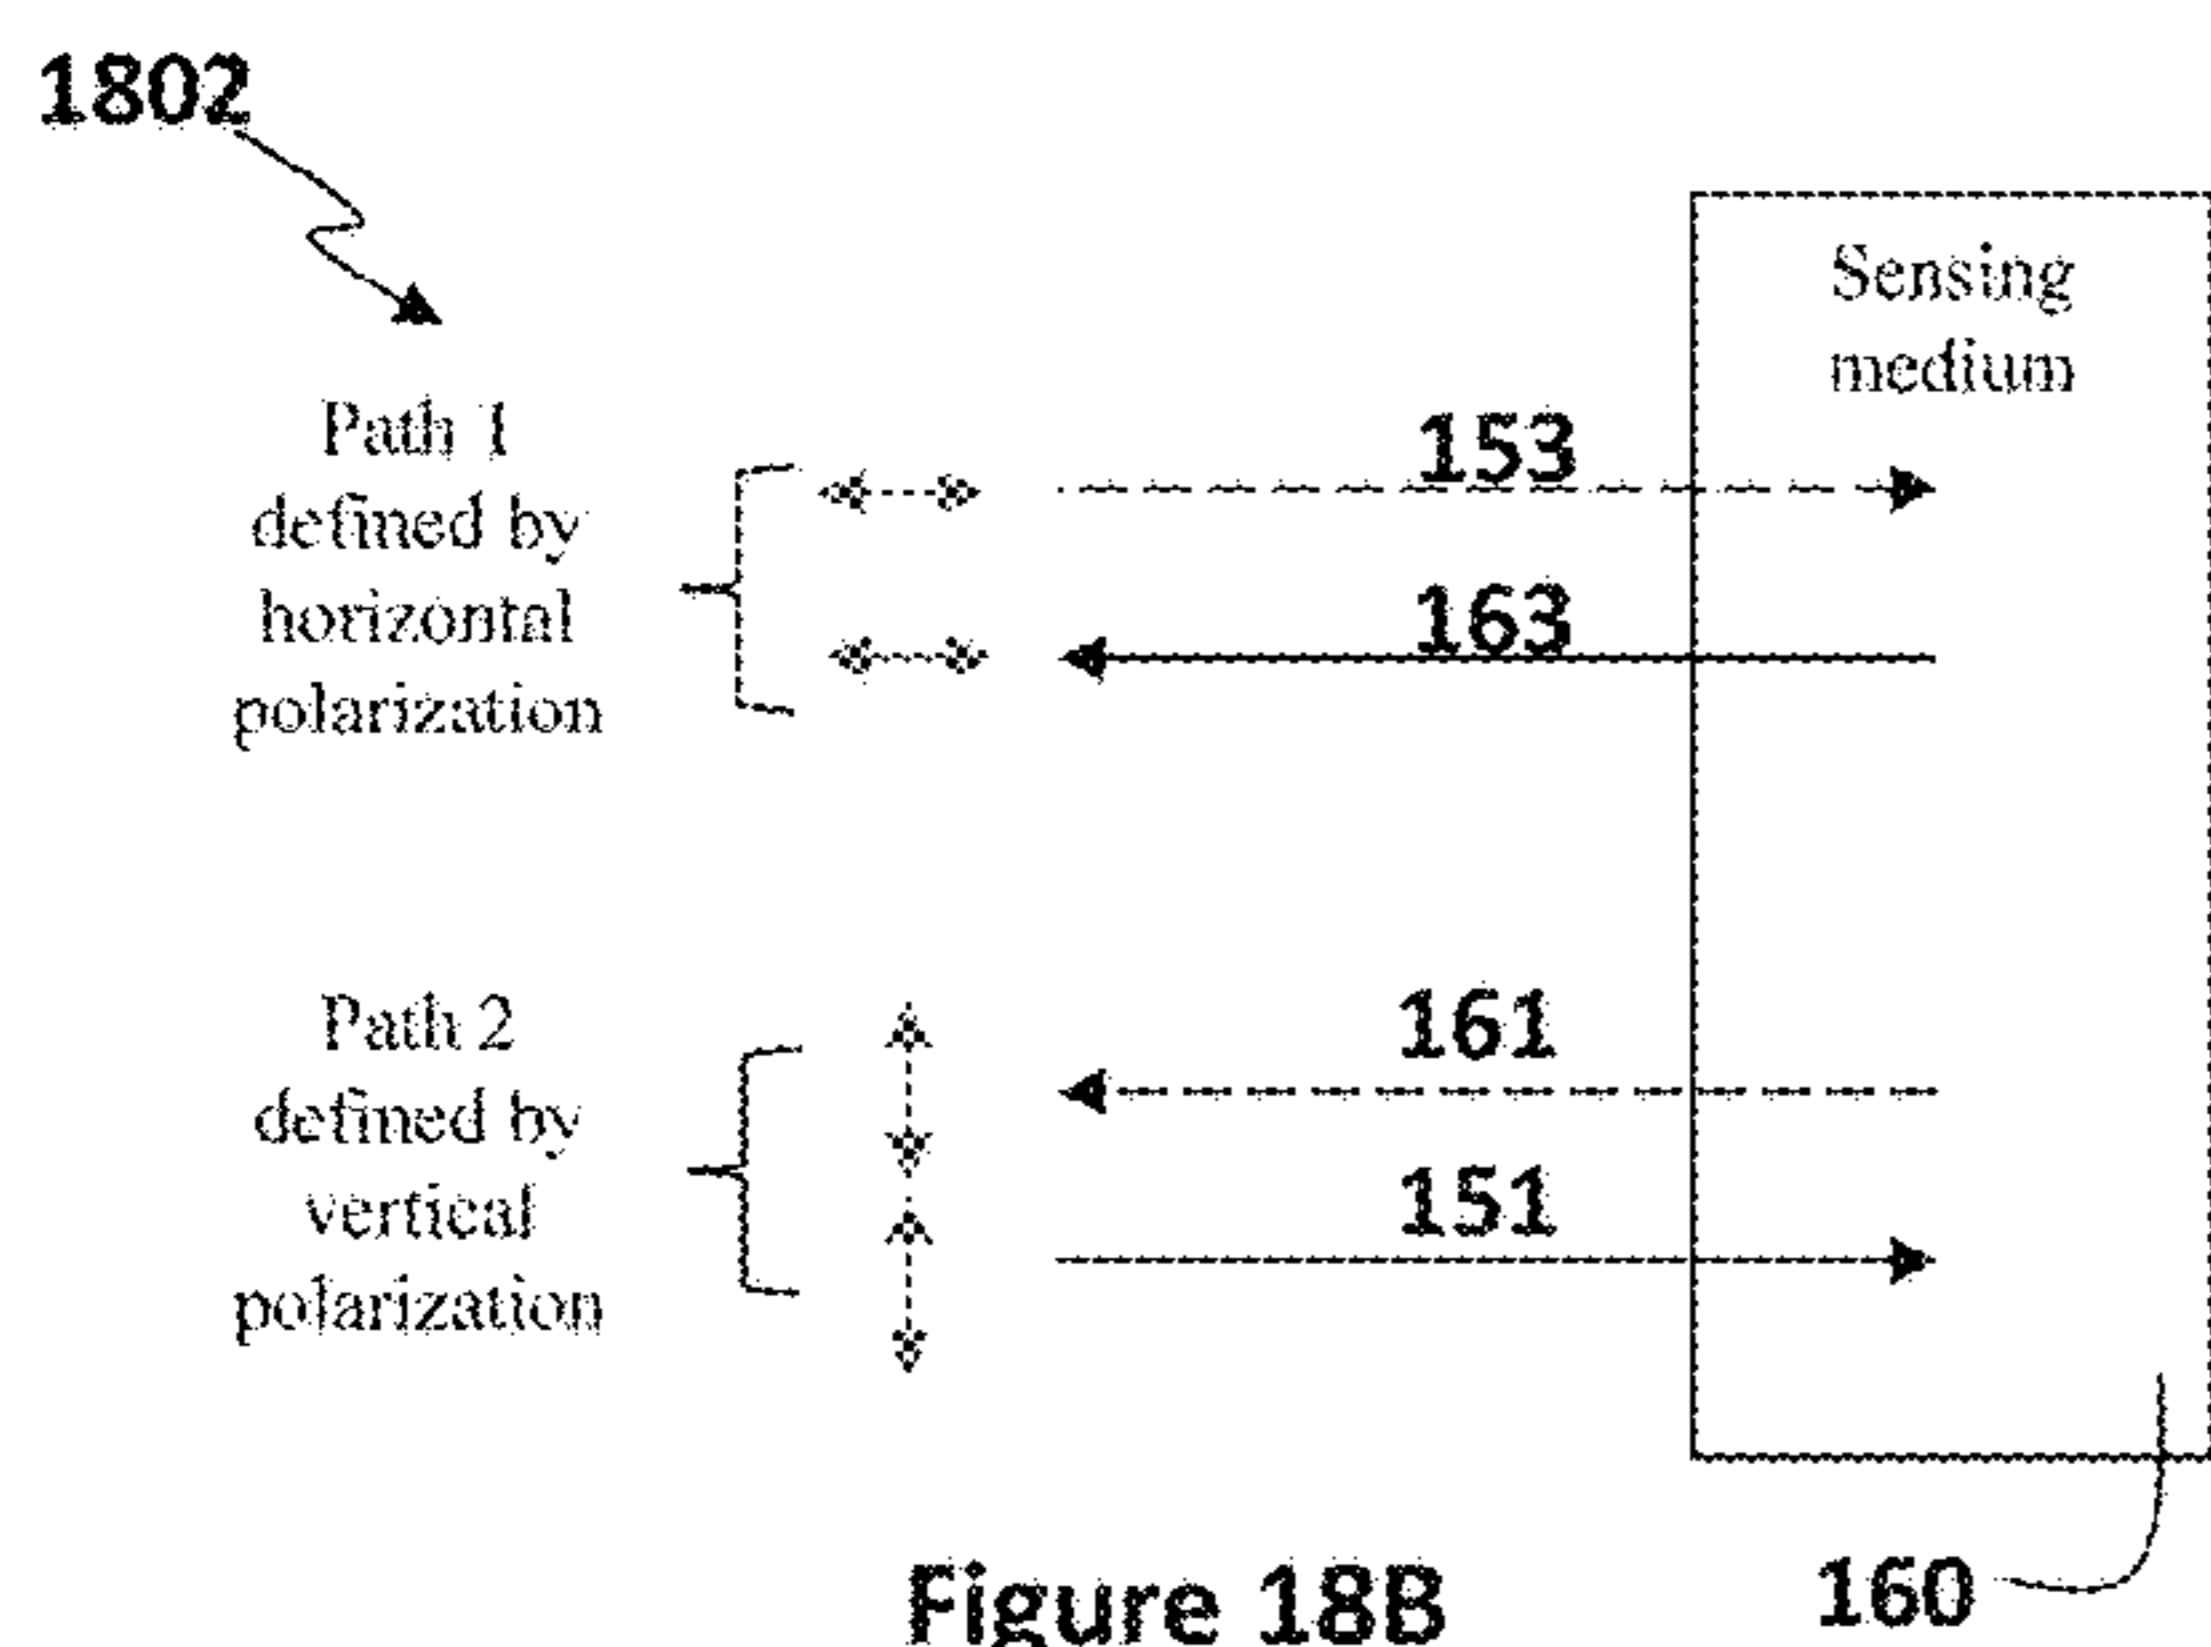 1802
Sensing
medium
Path 1
defined by
horizontal
polarization
153
163
Path 2
defined by
vertical
polarization
161
151
160
Figure 18B